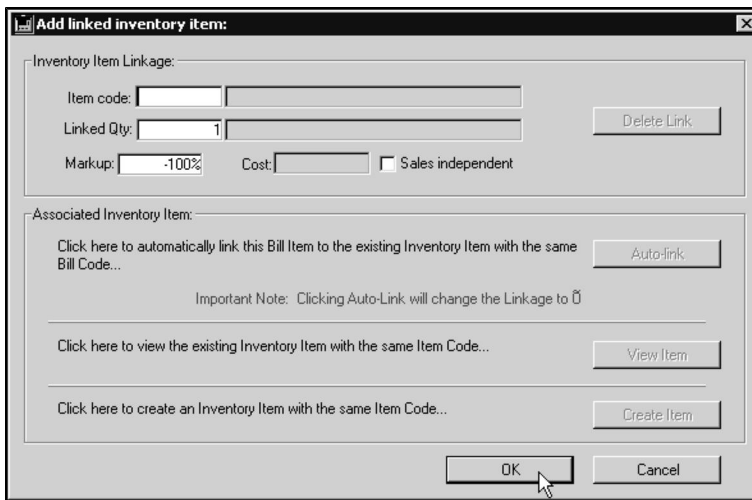 Add linked inventory item:
Inventory Item Linkage:
Item code:
Linked Qty: 1
Delete Link
Markup: -100% Cost: Sales independent
Associated Inventory Item:
Click here to automatically link this Bill Item to the existing Inventory Item with the same
Bill Code...
Auto-link
Important Note: Clicking Auto-Link will change the Linkage to
Click here to view the existing Inventory Item with the same Item Code...
View Item
Click here to create an Inventory Item with the same Item Code...
Create Item
OK Cancel